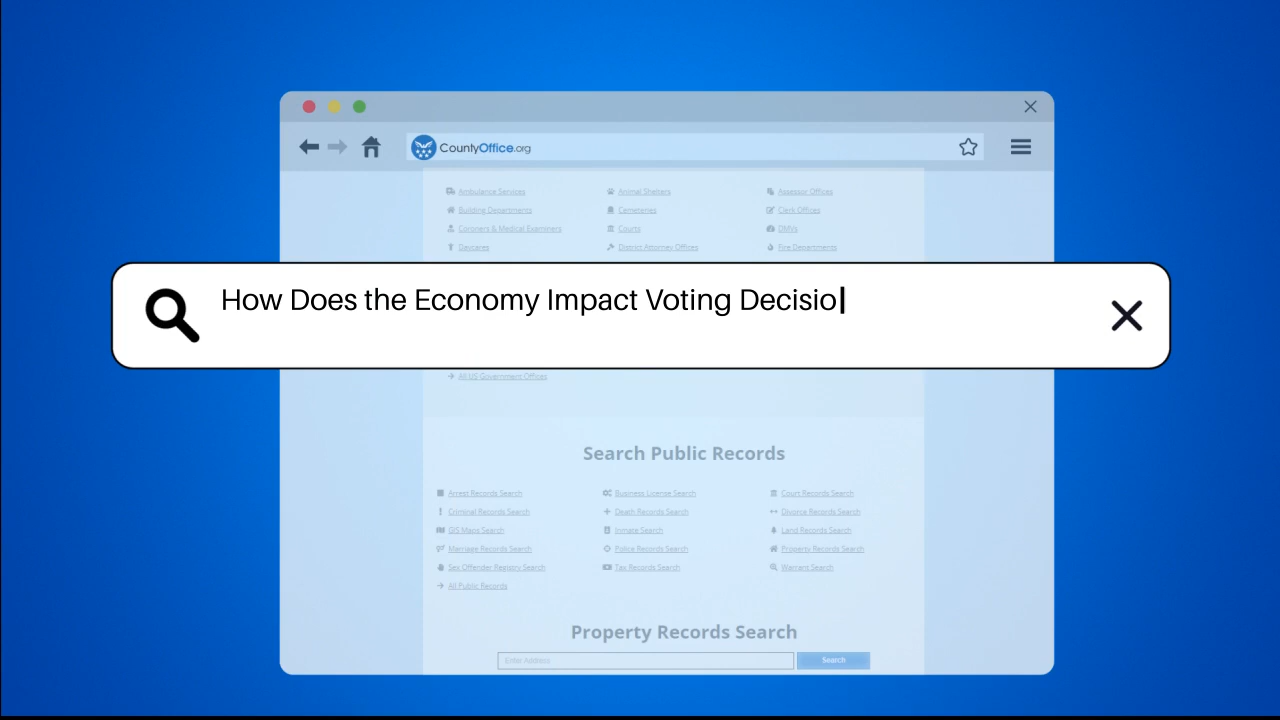 CountyOffice.org
Ambulance Services
Animal Shelters
Assessor Offices
Building Departments
Cemeteries
Clerk Offices
Coroners & Medical Examiners
Courts
DMVs
Daycares
District Attorney Offices
Fire Departments
How Does the Economy Impact Voting Decisio
All US Government Offices
Search Public Records
Arrest Records Search
Business License Search
Court Records Search
Criminal Records Search
Death Records Search
Divorce Records Search
GIS Maps Search
Inmate Search
Land Records Search
Marriage Records Search
Police Records Search
Property Records Search
Sex Offender Registry Search
Tax Records Search
Warrant Search
All Public Records
Property Records Search
Enter Address
Search